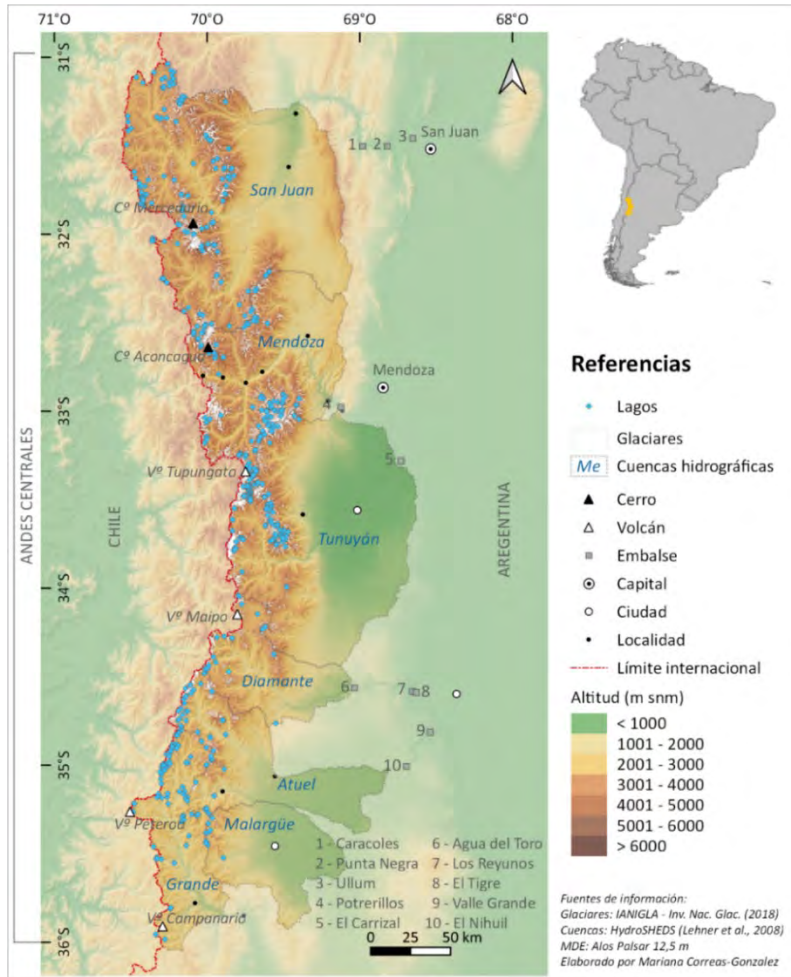 71°O 70°O 69°O 68°O
31°S
32°S
33°S
34°S
35°S
36°S
ANDES CENTRALES
CHILE
AREGENTINA
1 2 3 San Juan
San Juan
Cº Mercedario
Mendoza
Cº Aconcagua
Mendoza
4
5
Vº Tupungata
Tunuyán
Vº Maipo
Diamante
6 7 8
9
10
Atuel
Vº Peteroa
Malargüe
Grande
Vº Campanario
1 - Caracoles
2 - Punta Negra
3 - Ullum
4 - Potrerillos
5 - El Carrizal
6 - Agua del Toro
7 - Los Reyunos
8 - El Tigre
9 - Valle Grande
10 - El Nihuil
0 25 50 km
Referencias
Lagos
Glaciares
Me Cuencas hidrográficas
Cerro
Volcán
Embalse
Capital
Ciudad
Localidad
Límite internacional
Altitud (m snm)
< 1000
1001 - 2000
2001 - 3000
3001 - 4000
4001 - 5000
5001 - 6000
> 6000
Fuentes de información:
Glaciares: IANIGLA - Inv. Nac. Glac. (2018)
Cuencas: HydroSHEDS (Lehner et al., 2008)
MDE: Alos Palsar 12,5 m
Elaborado por Mariana Correas-Gonzalez